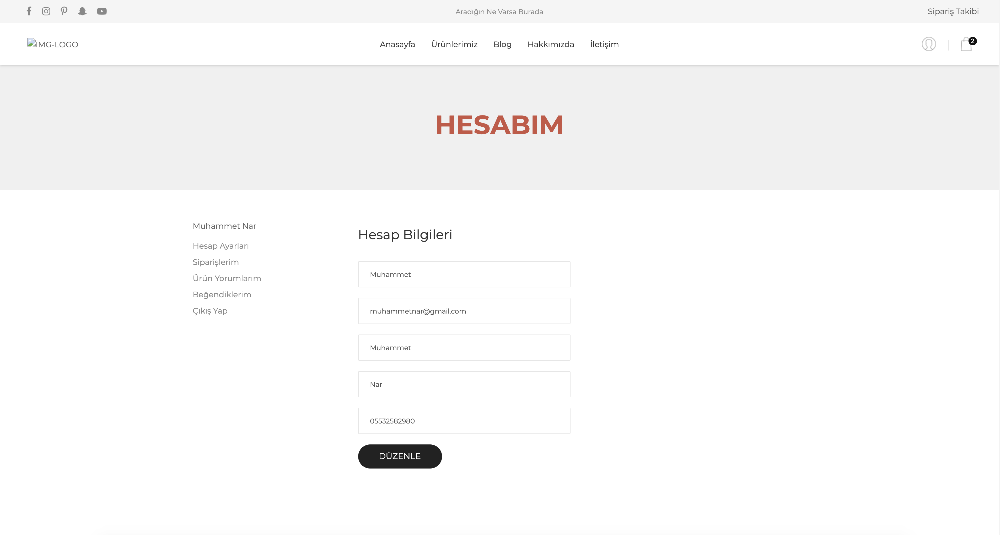 Aradığın Ne Varsa Burada
Sipariş Takibi
IMG-LOGO
Anasayfa
Ürünlerimiz
Blog
Hakkımızda
İletişim
2
HESABIM
Muhammet Nar
Hesap Ayarları
Siparişlerim
Ürün Yorumlarım
Beğendiklerim
Çıkış Yap
Hesap Bilgileri
Muhammet
muhammetnar@gmail.com
Muhammet
Nar
05532582980
DÜZENLE